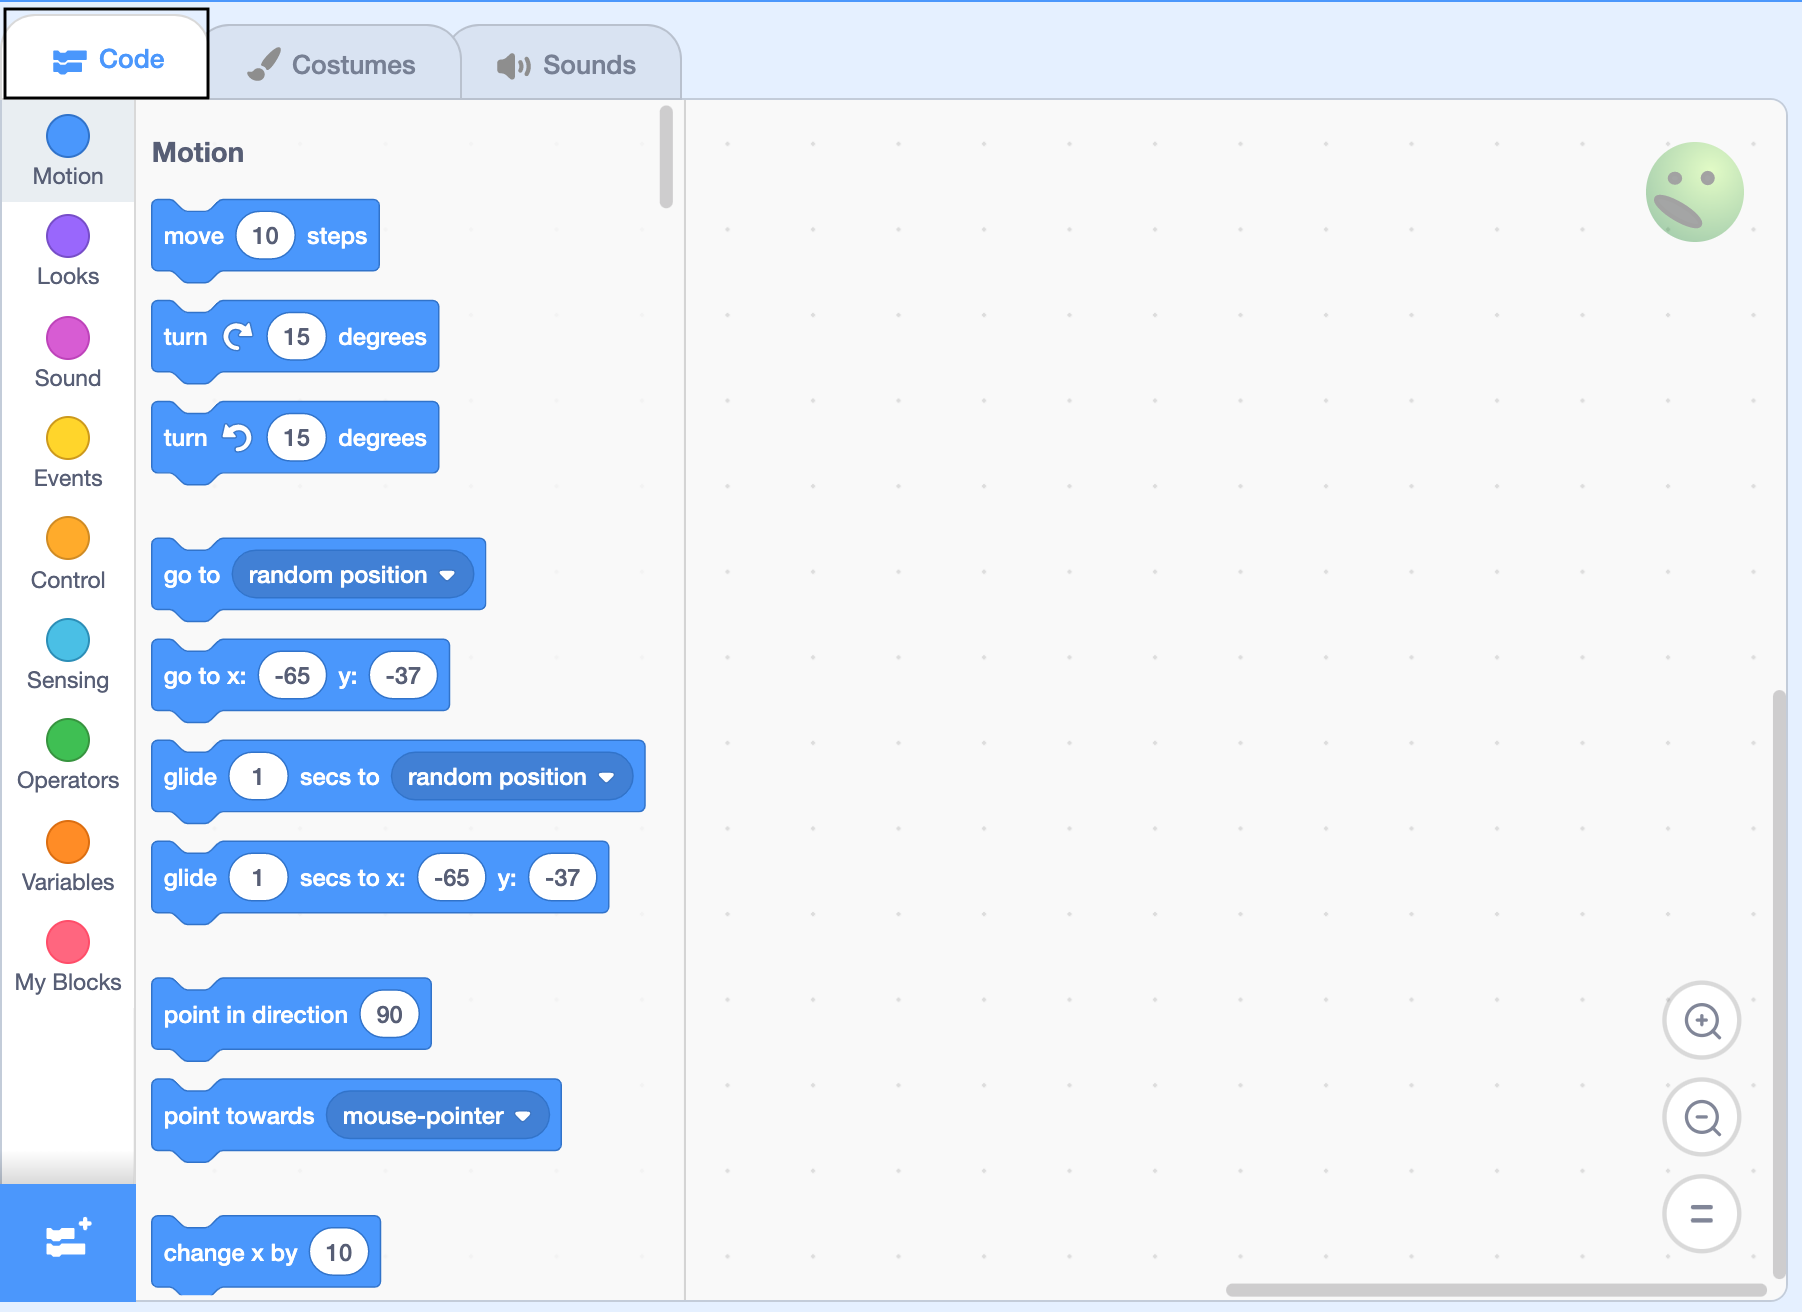 Code
Costumes
Sounds
Motion
Looks
Sound
Events
Control
Sensing
Operators
Variables
My Blocks
Motion
move 10 steps
turn 15 degrees
turn 15 degrees
go to random position
go to x: -65 y: -37
glide 1 secs to random position
glide 1 secs to x: -65 y: -37
point in direction 90
point towards mouse-pointer
change x by 10